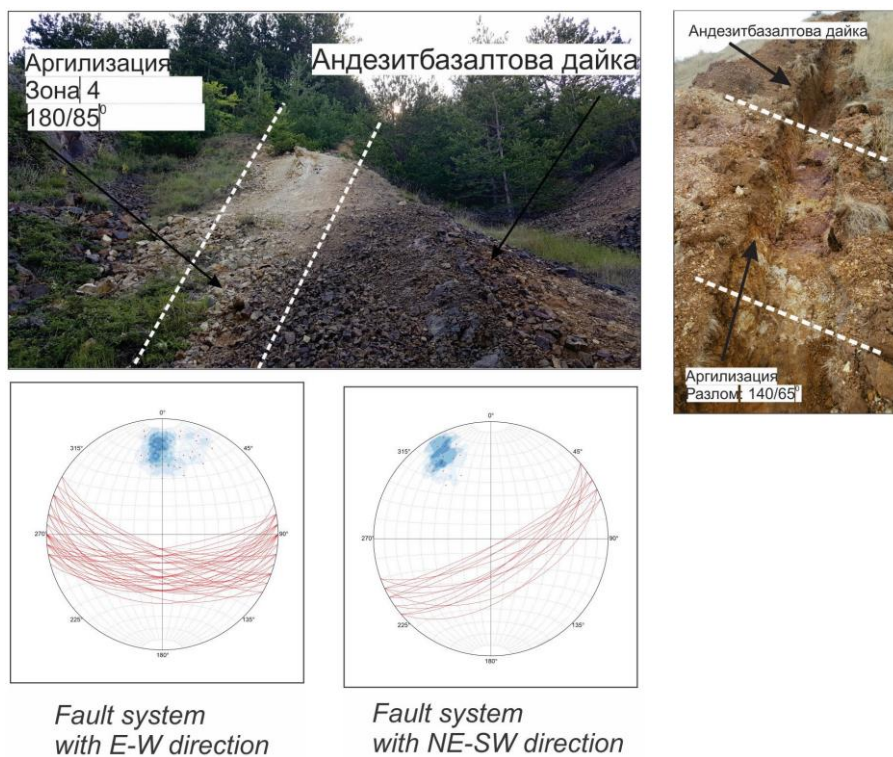 Аргилизация
Зона 4
180/85⁰
Андезитбазалтова дайка
Андезитбазалтова дайка
Аргилизация
Разлом: 140/65⁰
0°
45°
90°
135°
180°
225°
270°
315°
0°
45°
90°
135°
180°
225°
270°
315°
Fault system
with E-W direction
Fault system
with NE-SW direction